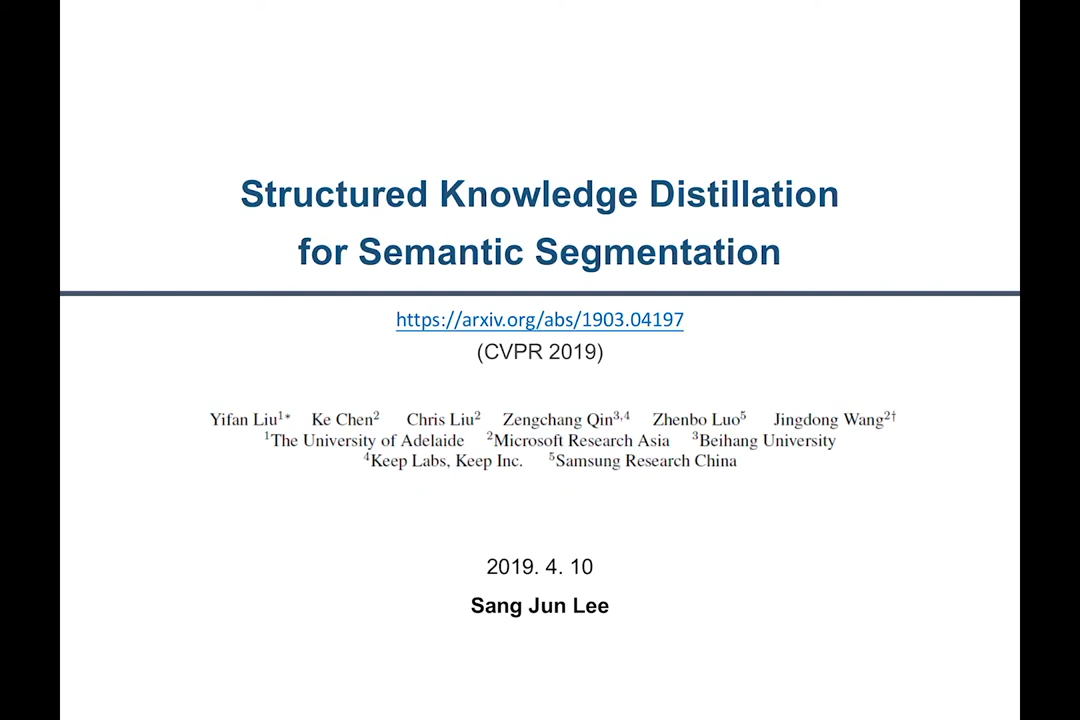 Structured Knowledge Distillation
for Semantic Segmentation
https://arxiv.org/abs/1903.04197
(CVPR 2019)
Yifan Liu¹* Ke Chen² Chris Liu² Zengchang Qin³,⁴ Zhenbo Luo⁵ Jingdong Wang²†
¹The University of Adelaide ²Microsoft Research Asia ³Beihang University
⁴Keep Labs, Keep Inc. ⁵Samsung Research China
2019. 4. 10
Sang Jun Lee